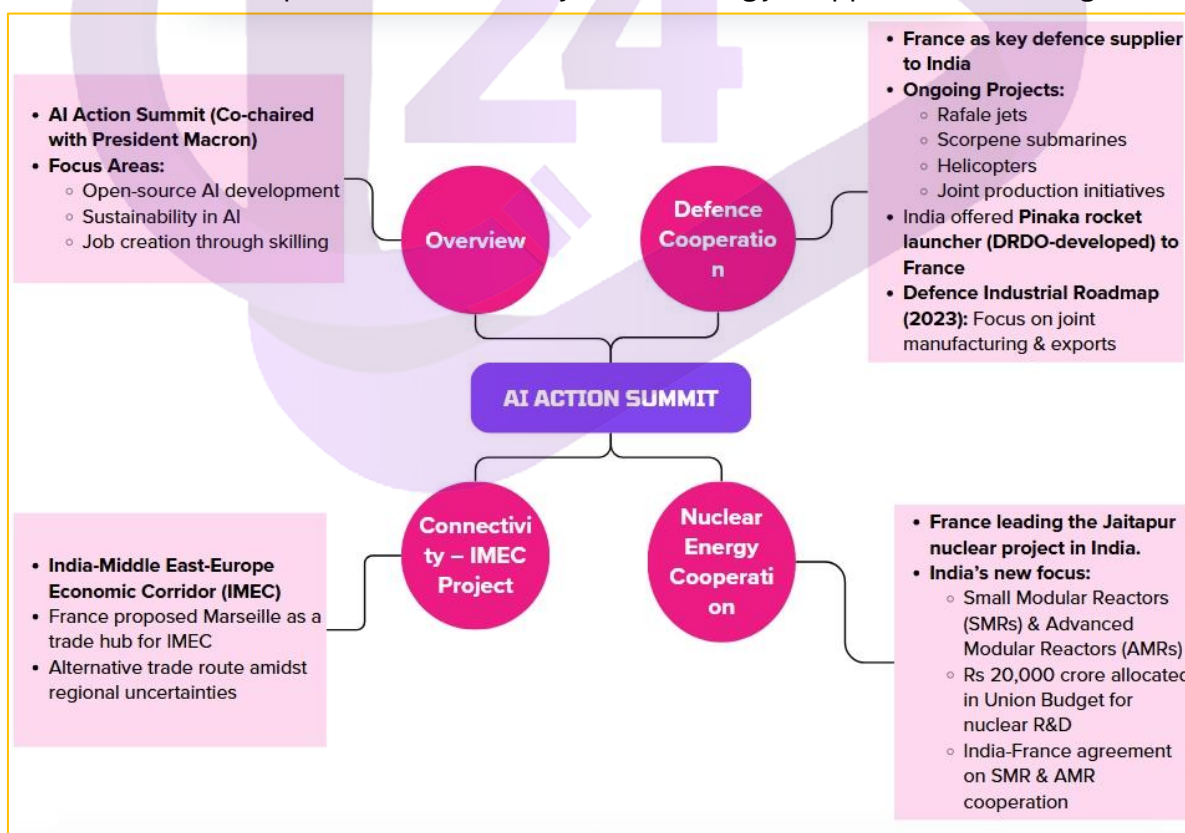 AI Action Summit (Co-chaired
with President Macron)
Focus Areas:
Open-source AI development
Sustainability in AI
Job creation through skilling
Overview
Defence
Cooperatio
n
France as key defence supplier
to India
Ongoing Projects:
Rafale jets
Scorpene submarines
Helicopters
Joint production initiatives
India offered Pinaka rocket
launcher (DRDO-developed) to
France
Defence Industrial Roadmap
(2023): Focus on joint
manufacturing & exports
AI ACTION SUMMIT
India-Middle East-Europe
Economic Corridor (IMEC)
France proposed Marseille as a
trade hub for IMEC
Alternative trade route amidst
regional uncertainties
Connectivi
ty – IMEC
Project
Nuclear
Energy
Cooperati
on
France leading the Jaitapur
nuclear project in India.
India's new focus:
Small Modular Reactors
(SMRs) & Advanced
Modular Reactors (AMRs)
Rs 20,000 crore allocated
in Union Budget for
nuclear R&D
India-France agreement
on SMR & AMR
cooperation
24